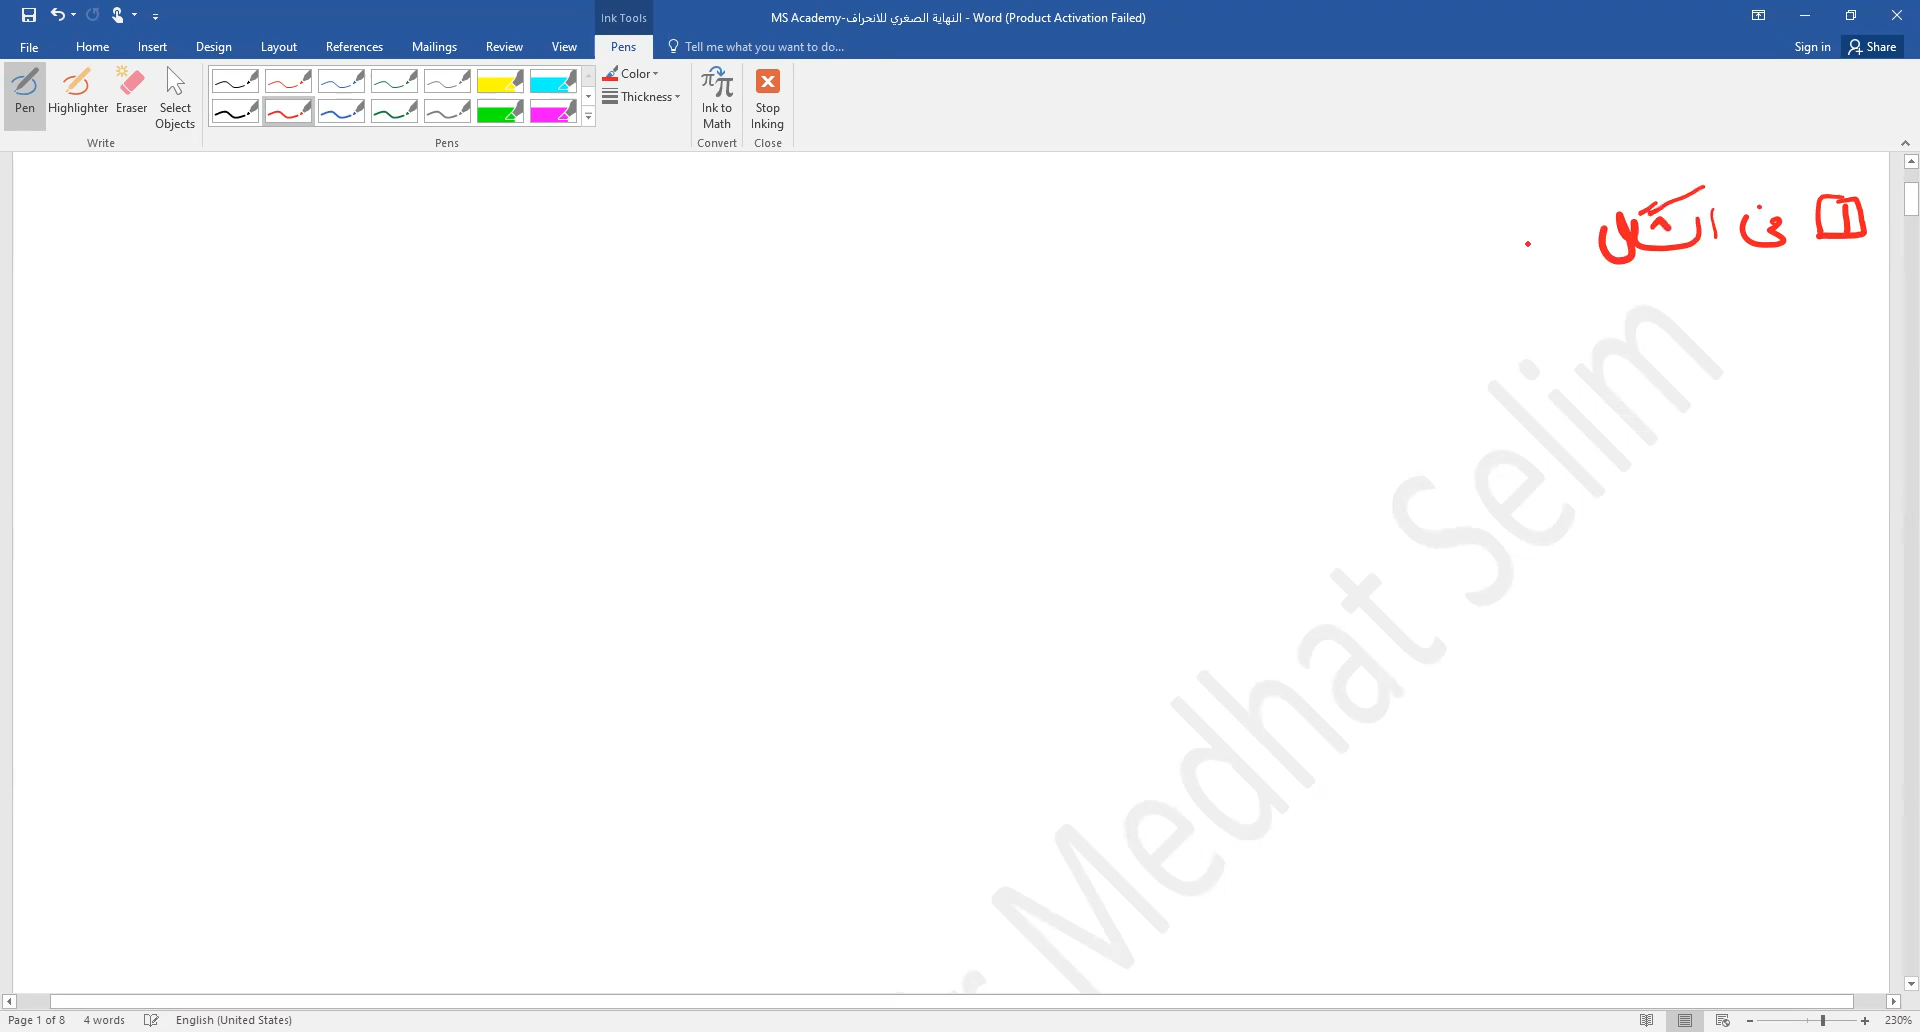 Ink Tools
MS Academy-النهاية الصغري للانحراف - Word (Product Activation Failed)
File Home Insert Design Layout References Mailings Review View Pens Tell me what you want to do... Sign in Share
Pen Highlighter Eraser Select Objects
Color
Thickness
Ink to Math
Stop Inking
Write Pens Convert Close
1 فى الشكل
Medhat Selim
Page 1 of 8 4 words English (United States) 230%